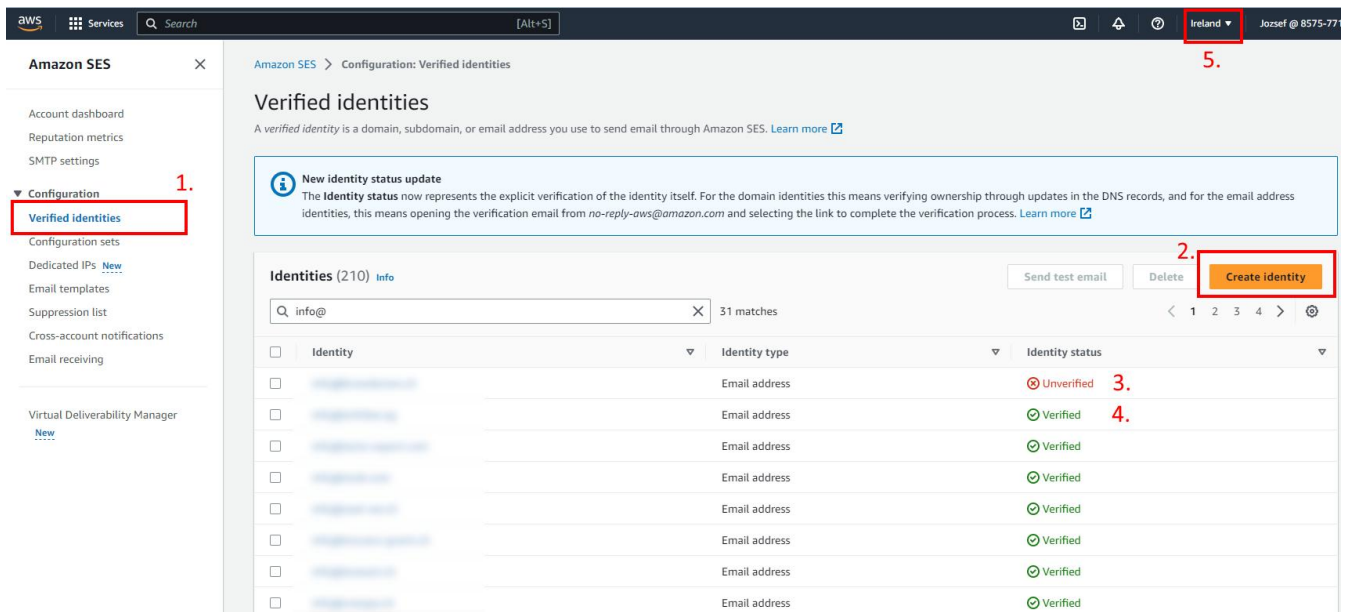 aws
Services
Search
[Alt+S]
Ireland ▼
Jozsef @ 8575-771
5.
Amazon SES
Account dashboard
Reputation metrics
SMTP settings
1.
▼ Configuration
Verified identities
Configuration sets
Dedicated IPs New
Email templates
Suppression list
Cross-account notifications
Email receiving
Virtual Deliverability Manager
New
Amazon SES > Configuration: Verified identities
Verified identities
A verified identity is a domain, subdomain, or email address you use to send email through Amazon SES. Learn more
New identity status update
The Identity status now represents the explicit verification of the identity itself. For the domain identities this means verifying ownership through updates in the DNS records, and for the email address
identities, this means opening the verification email from no-reply-aws@amazon.com and selecting the link to complete the verification process. Learn more
2.
Identities (210) Info
Send test email
Delete
Create identity
info@
31 matches
< 1 2 3 4 >
Identity
Identity type
Identity status
Email address
Unverified 3.
Email address
Verified 4.
Email address
Verified
Email address
Verified
Email address
Verified
Email address
Verified
Email address
Verified
Email address
Verified